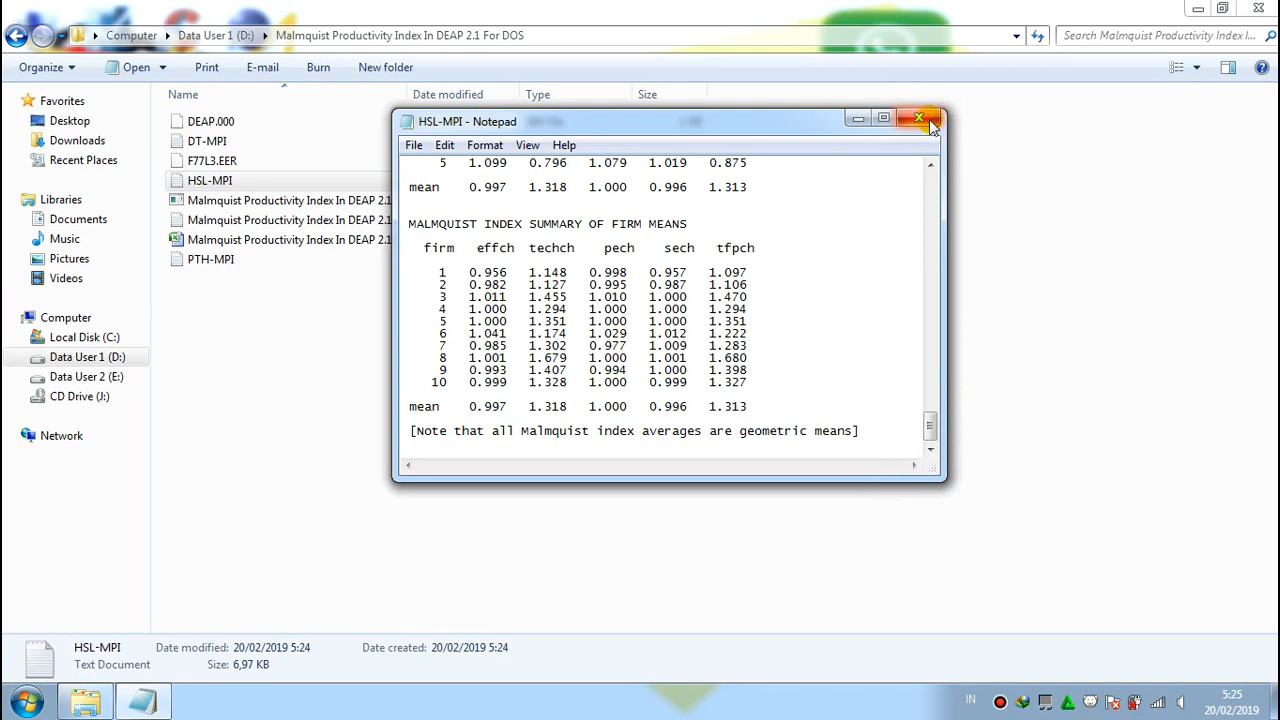 Computer Data User 1 (D:) Malmquist Productivity Index In DEAP 2.1 For DOS
Search Malmquist Productivity Index I...
Organize Open Print E-mail Burn New folder
Favorites
Desktop
Downloads
Recent Places
Libraries
Documents
Music
Pictures
Videos
Computer
Local Disk (C:)
Data User 1 (D:)
Data User 2 (E:)
CD Drive (J:)
Network
Name Date modified Type Size
DEAP.000
DT-MPI
F77L3.EER
HSL-MPI
Malmquist Productivity Index In DEAP 2.1
Malmquist Productivity Index In DEAP 2.1
Malmquist Productivity Index In DEAP 2.1
PTH-MPI
HSL-MPI - Notepad
File Edit Format View Help
5 1.099 0.796 1.079 1.019 0.875
mean 0.997 1.318 1.000 0.996 1.313
MALMQUIST INDEX SUMMARY OF FIRM MEANS
firm effch techch pech sech tfpch
1 0.956 1.148 0.998 0.957 1.097
2 0.982 1.127 0.995 0.987 1.106
3 1.011 1.455 1.010 1.000 1.470
4 1.000 1.294 1.000 1.000 1.294
5 1.000 1.351 1.000 1.000 1.351
6 1.041 1.174 1.029 1.012 1.222
7 0.985 1.302 0.977 1.009 1.283
8 1.001 1.679 1.000 1.001 1.680
9 0.993 1.407 0.994 1.000 1.398
10 0.999 1.328 1.000 0.999 1.327
mean 0.997 1.318 1.000 0.996 1.313
[Note that all Malmquist index averages are geometric means]
HSL-MPI Date modified: 20/02/2019 5:24 Date created: 20/02/2019 5:24
Text Document Size: 6,97 KB
IN
5:25
20/02/2019